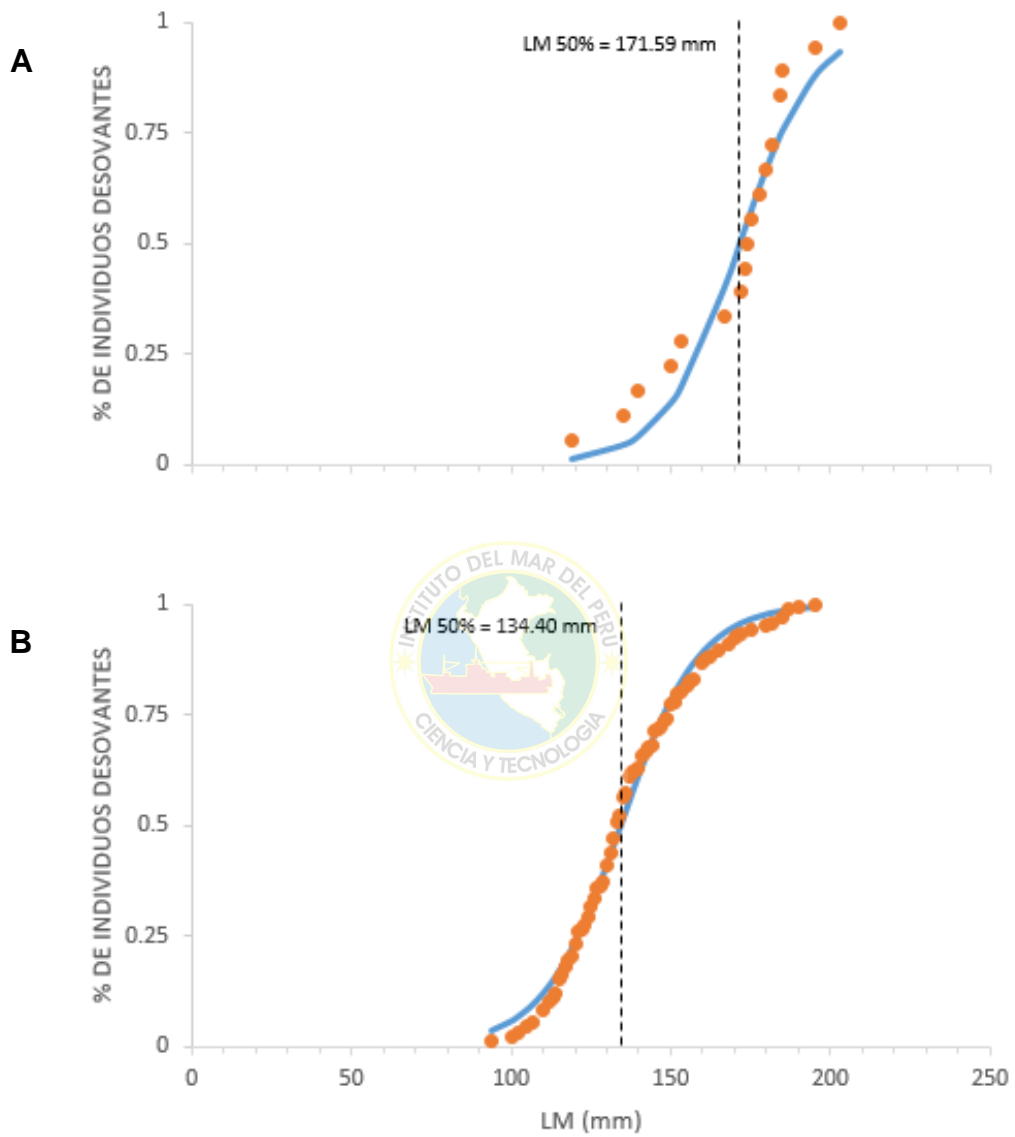 A
% DE INDIVIDUOS DESOVANTES
1
0.75
0.5
0.25
0
LM 50% = 171.59 mm
B
% DE INDIVIDUOS DESOVANTES
1
0.75
0.5
0.25
0
INSTITUTO DEL MAR DEL PERU
LM 50% = 134.40 mm
CIENCIA Y TECNOLOGIA
0 50 100 150 200 250
LM (mm)